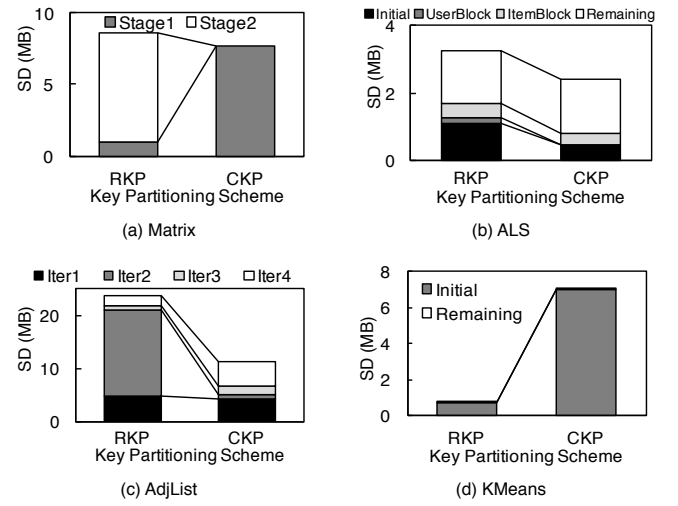 Stage1 Stage2
10
5
0
SD (MB)
RKP CKP
Key Partitioning Scheme
(a) Matrix
Initial UserBlock ItemBlock Remaining
4
2
0
SD (MB)
RKP CKP
Key Partitioning Scheme
(b) ALS
Iter1 Iter2 Iter3 Iter4
20
10
0
SD (MB)
RKP CKP
Key Partitioning Scheme
(c) AdjList
8
6
4
2
0
SD (MB)
Initial
Remaining
RKP CKP
Key Partitioning Scheme
(d) KMeans